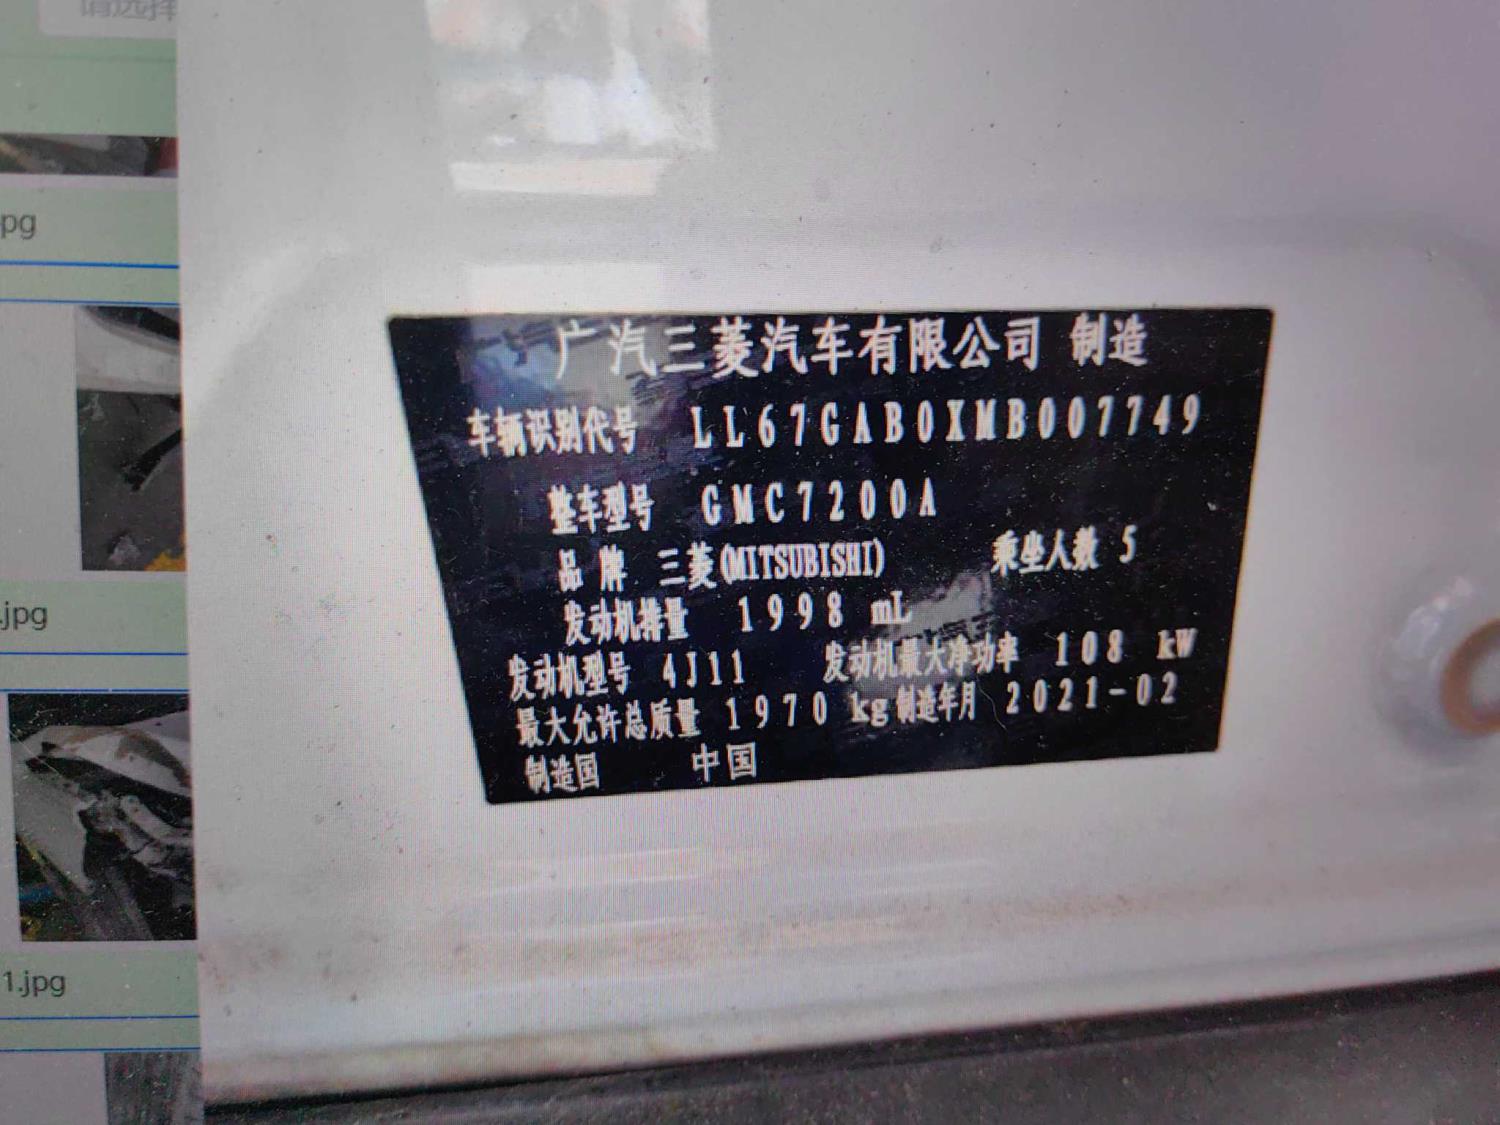 请选择
pg
.jpg
1.jpg
广汽三菱汽车有限公司 制造
车辆识别代号 LL67GAB0XMB007749
整车型号 GMC7200A
品牌 三菱(MITSUBISHI) 乘坐人数 5
发动机排量 1998 mL
发动机型号 4J11 发动机最大净功率 108 kW
最大允许总质量 1970 kg 制造年月 2021-02
制造国 中国